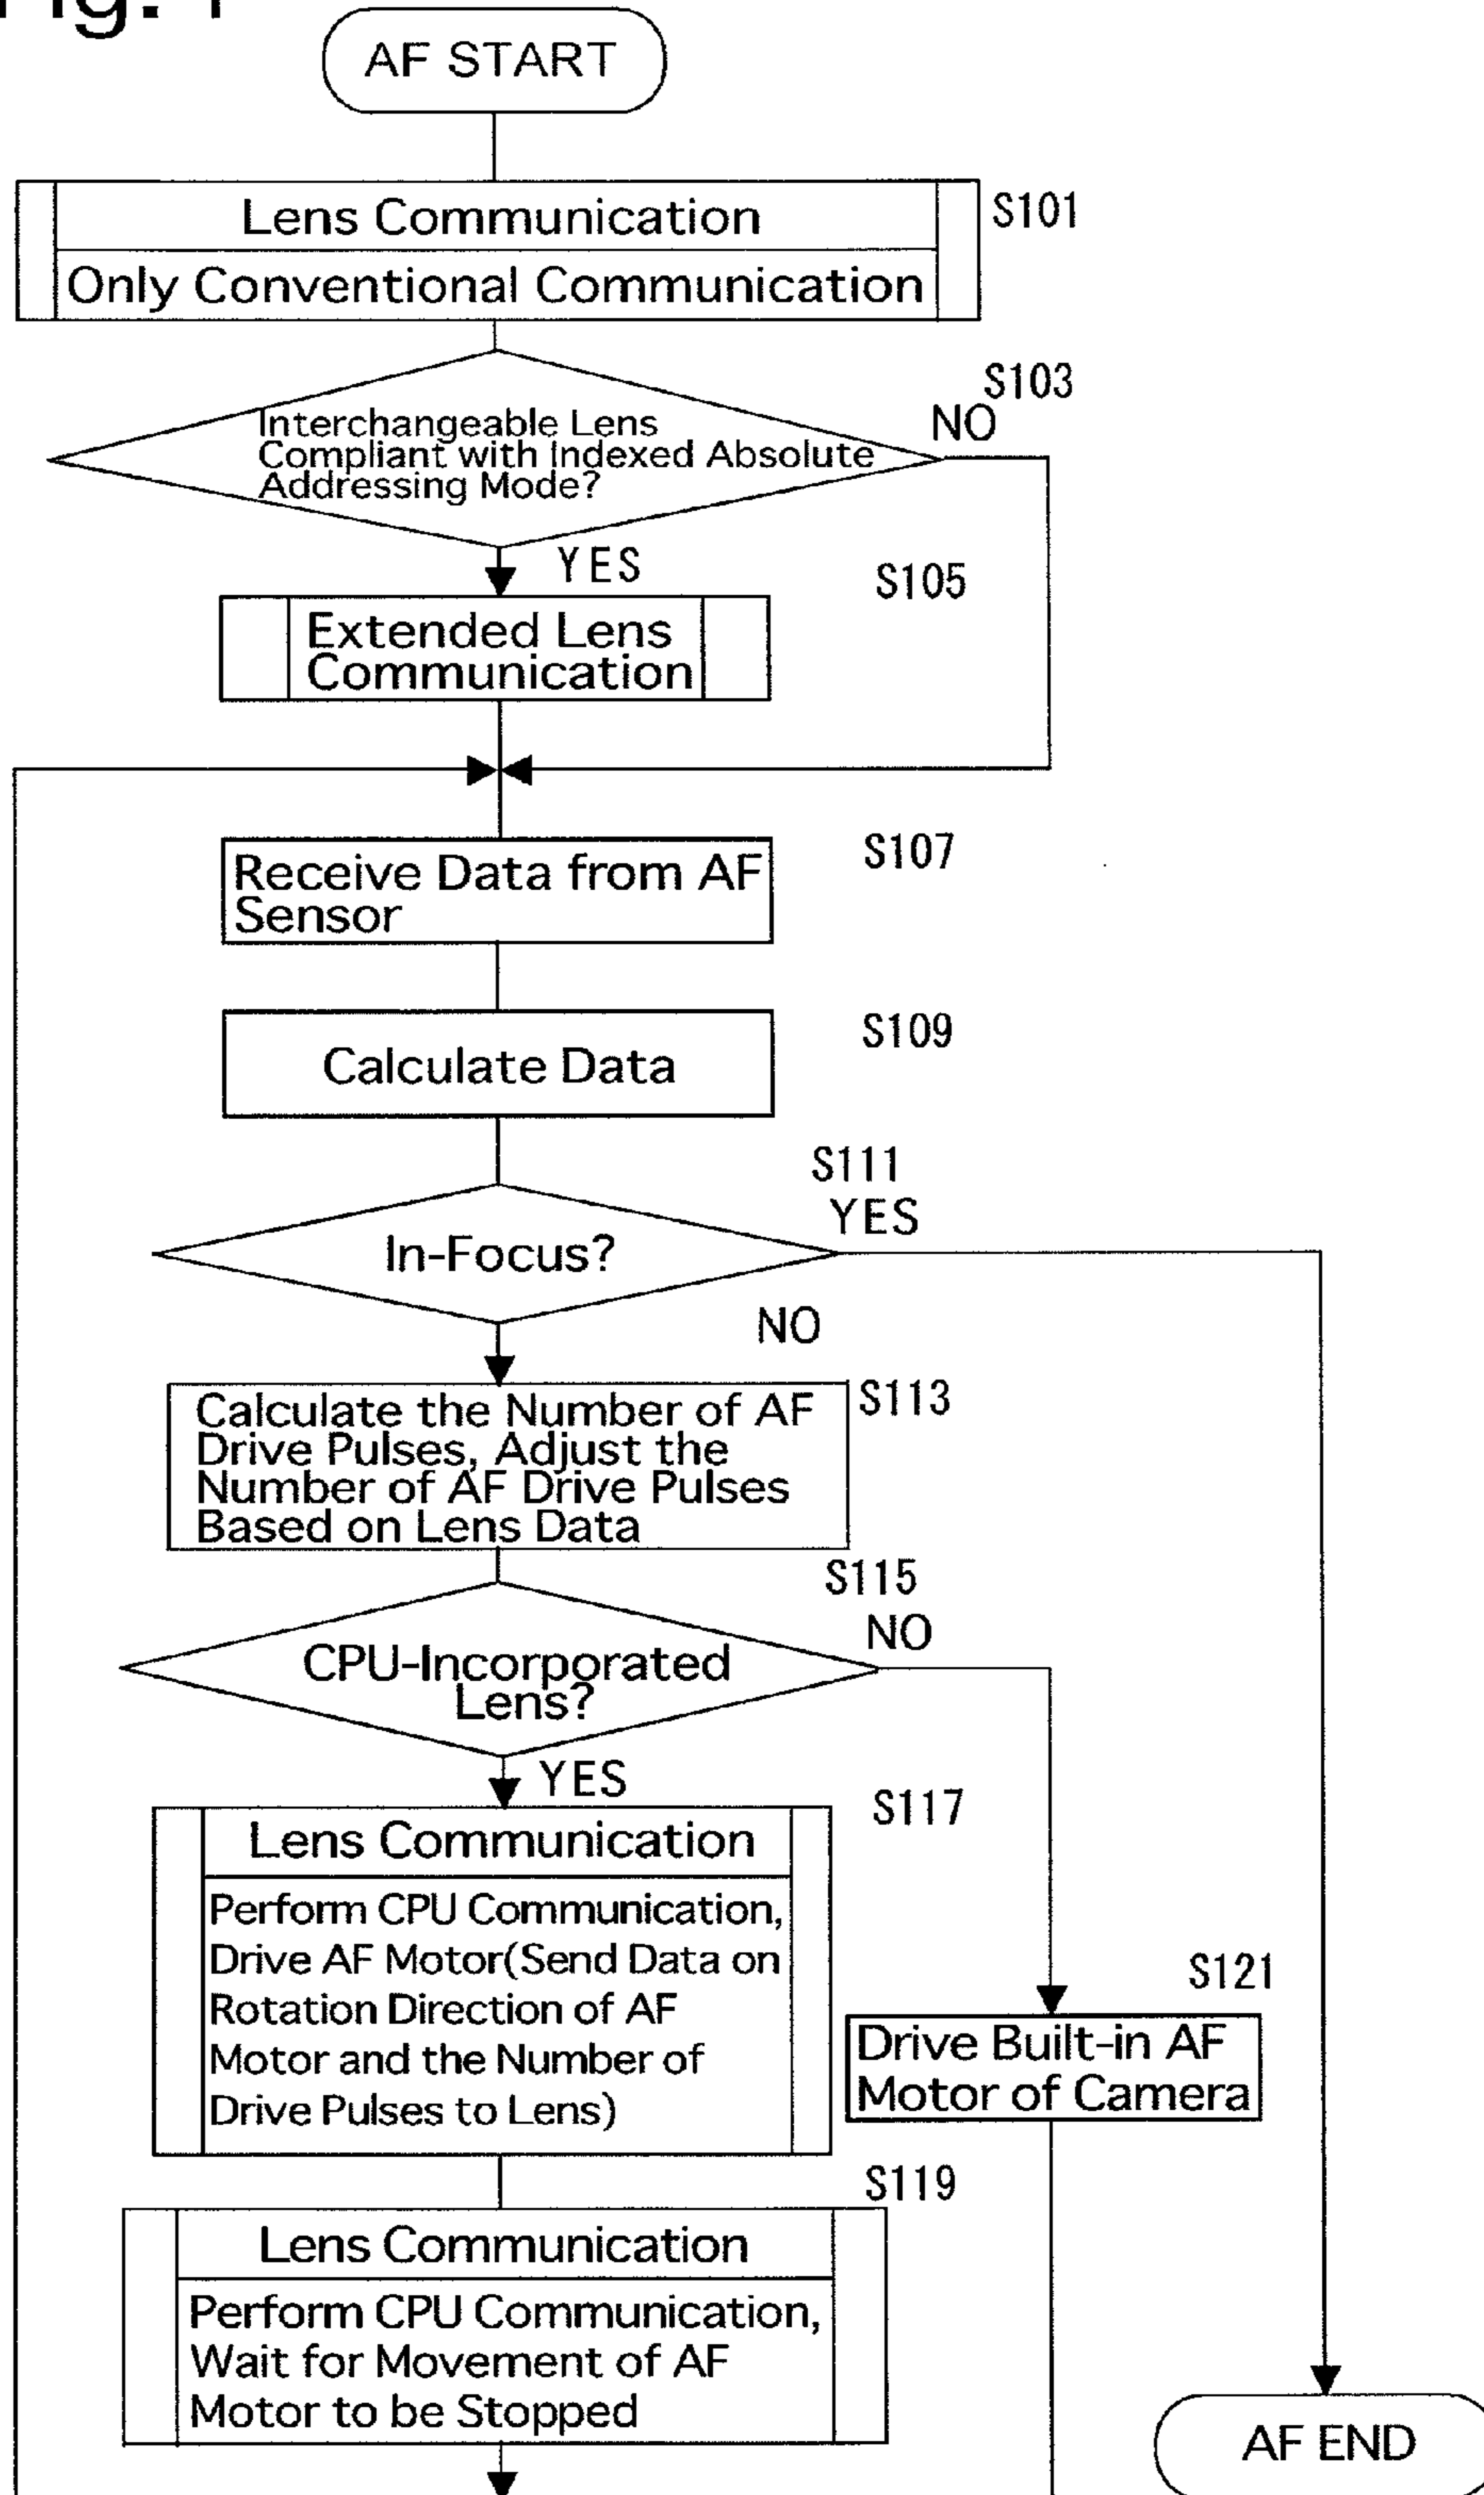 AF START
Lens Communication
S101
Only Conventional Communication
S103
NO
Interchangeable Lens
Compliant with Indexed Absolute
Addressing Mode?
YES
S105
Extended Lens
Communication
S107
Receive Data from AF
Sensor
S109
Calculate Data
S111
YES
In-Focus?
NO
S113
Calculate the Number of AF
Drive Pulses, Adjust the
Number of AF Drive Pulses
Based on Lens Data
S115
NO
CPU-Incorporated
Lens?
YES
S117
Lens Communication
Perform CPU Communication,
Drive AF Motor(Send Data on
Rotation Direction of AF
Motor and the Number of
Drive Pulses to Lens)
S121
Drive Built-in AF
Motor of Camera
S119
Lens Communication
Perform CPU Communication,
Wait for Movement of AF
Motor to be Stopped
AF END